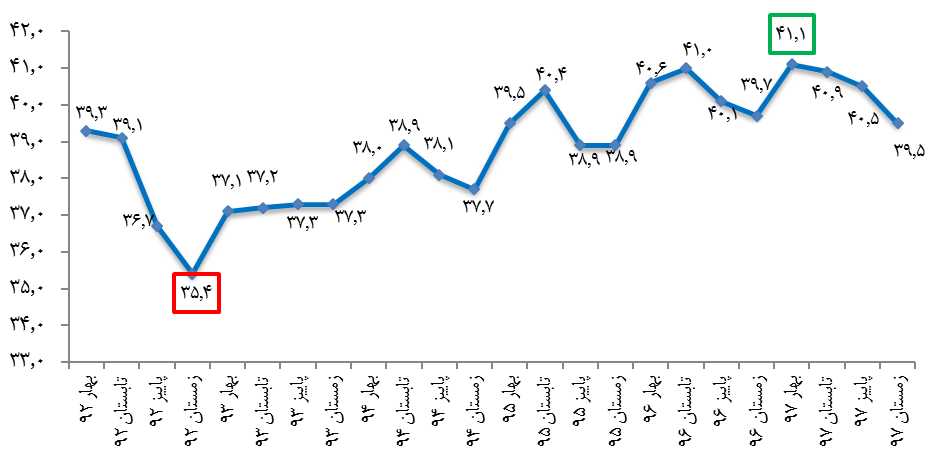 ۴۲,۰
۴۱,۰
۴۰,۰
۳۹,۰
۳۸,۰
۳۷,۰
۳۶,۰
۳۵,۰
۳۴,۰
۳۳,۰
۳۹,۳
۳۹,۱
۳۶,۷
۳۵,۴
۳۷,۱
۳۷,۲
۳۷,۳
۳۷,۳
۳۸,۰
۳۸,۹
۳۸,۱
۳۷,۷
۳۹,۵
۴۰,۴
۳۸,۹
۳۸,۹
۴۰,۶
۴۱,۰
۴۰,۱
۳۹,۷
۴۱,۱
۴۰,۹
۴۰,۵
۳۹,۵
بهار ۹۲
تابستان ۹۲
پاییز ۹۲
زمستان ۹۲
بهار ۹۳
تابستان ۹۳
پاییز ۹۳
زمستان ۹۳
بهار ۹۴
تابستان ۹۴
پاییز ۹۴
زمستان ۹۴
بهار ۹۵
تابستان ۹۵
پاییز ۹۵
زمستان ۹۵
بهار ۹۶
تابستان ۹۶
پاییز ۹۶
زمستان ۹۶
بهار ۹۷
تابستان ۹۷
پاییز ۹۷
زمستان ۹۷